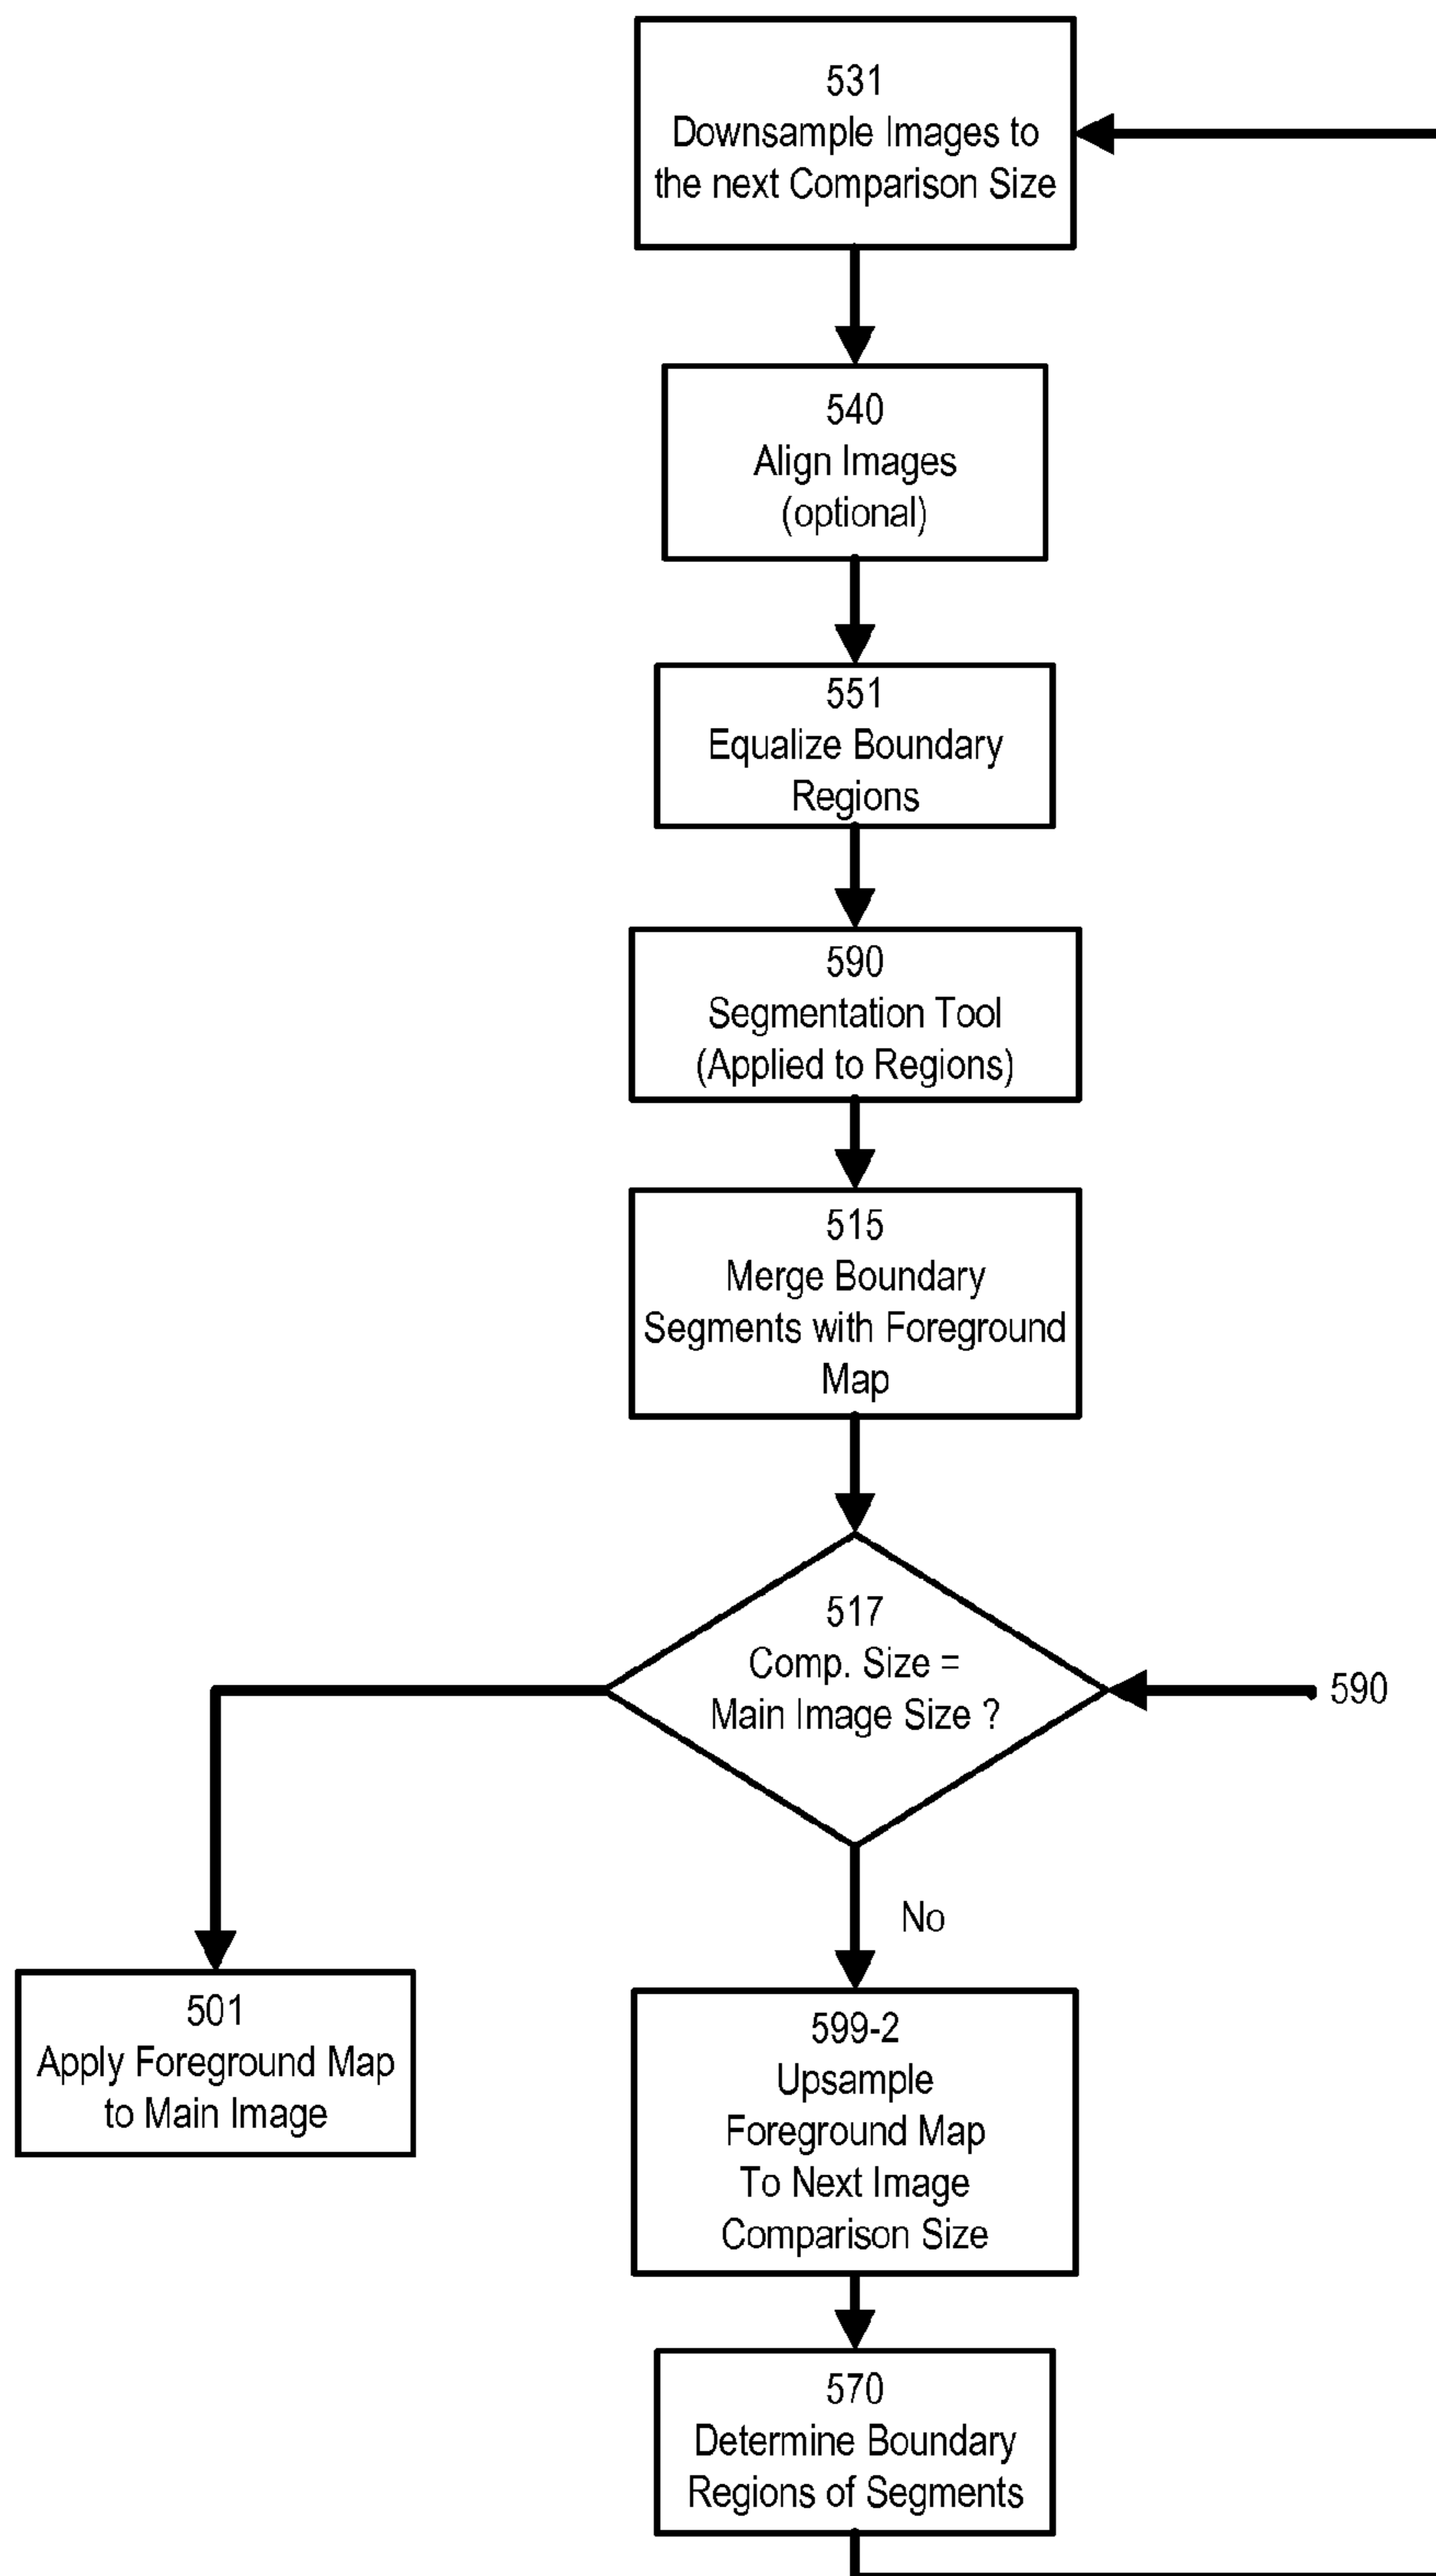 531
Downsample Images to
the next Comparison Size
540
Align Images
(optional)
551
Equalize Boundary
Regions
590
Segmentation Tool
(Applied to Regions)
515
Merge Boundary
Segments with Foreground
Map
517
Comp. Size =
Main Image Size ?
590
No
501
Apply Foreground Map
to Main Image
599-2
Upsample
Foreground Map
To Next Image
Comparison Size
570
Determine Boundary
Regions of Segments